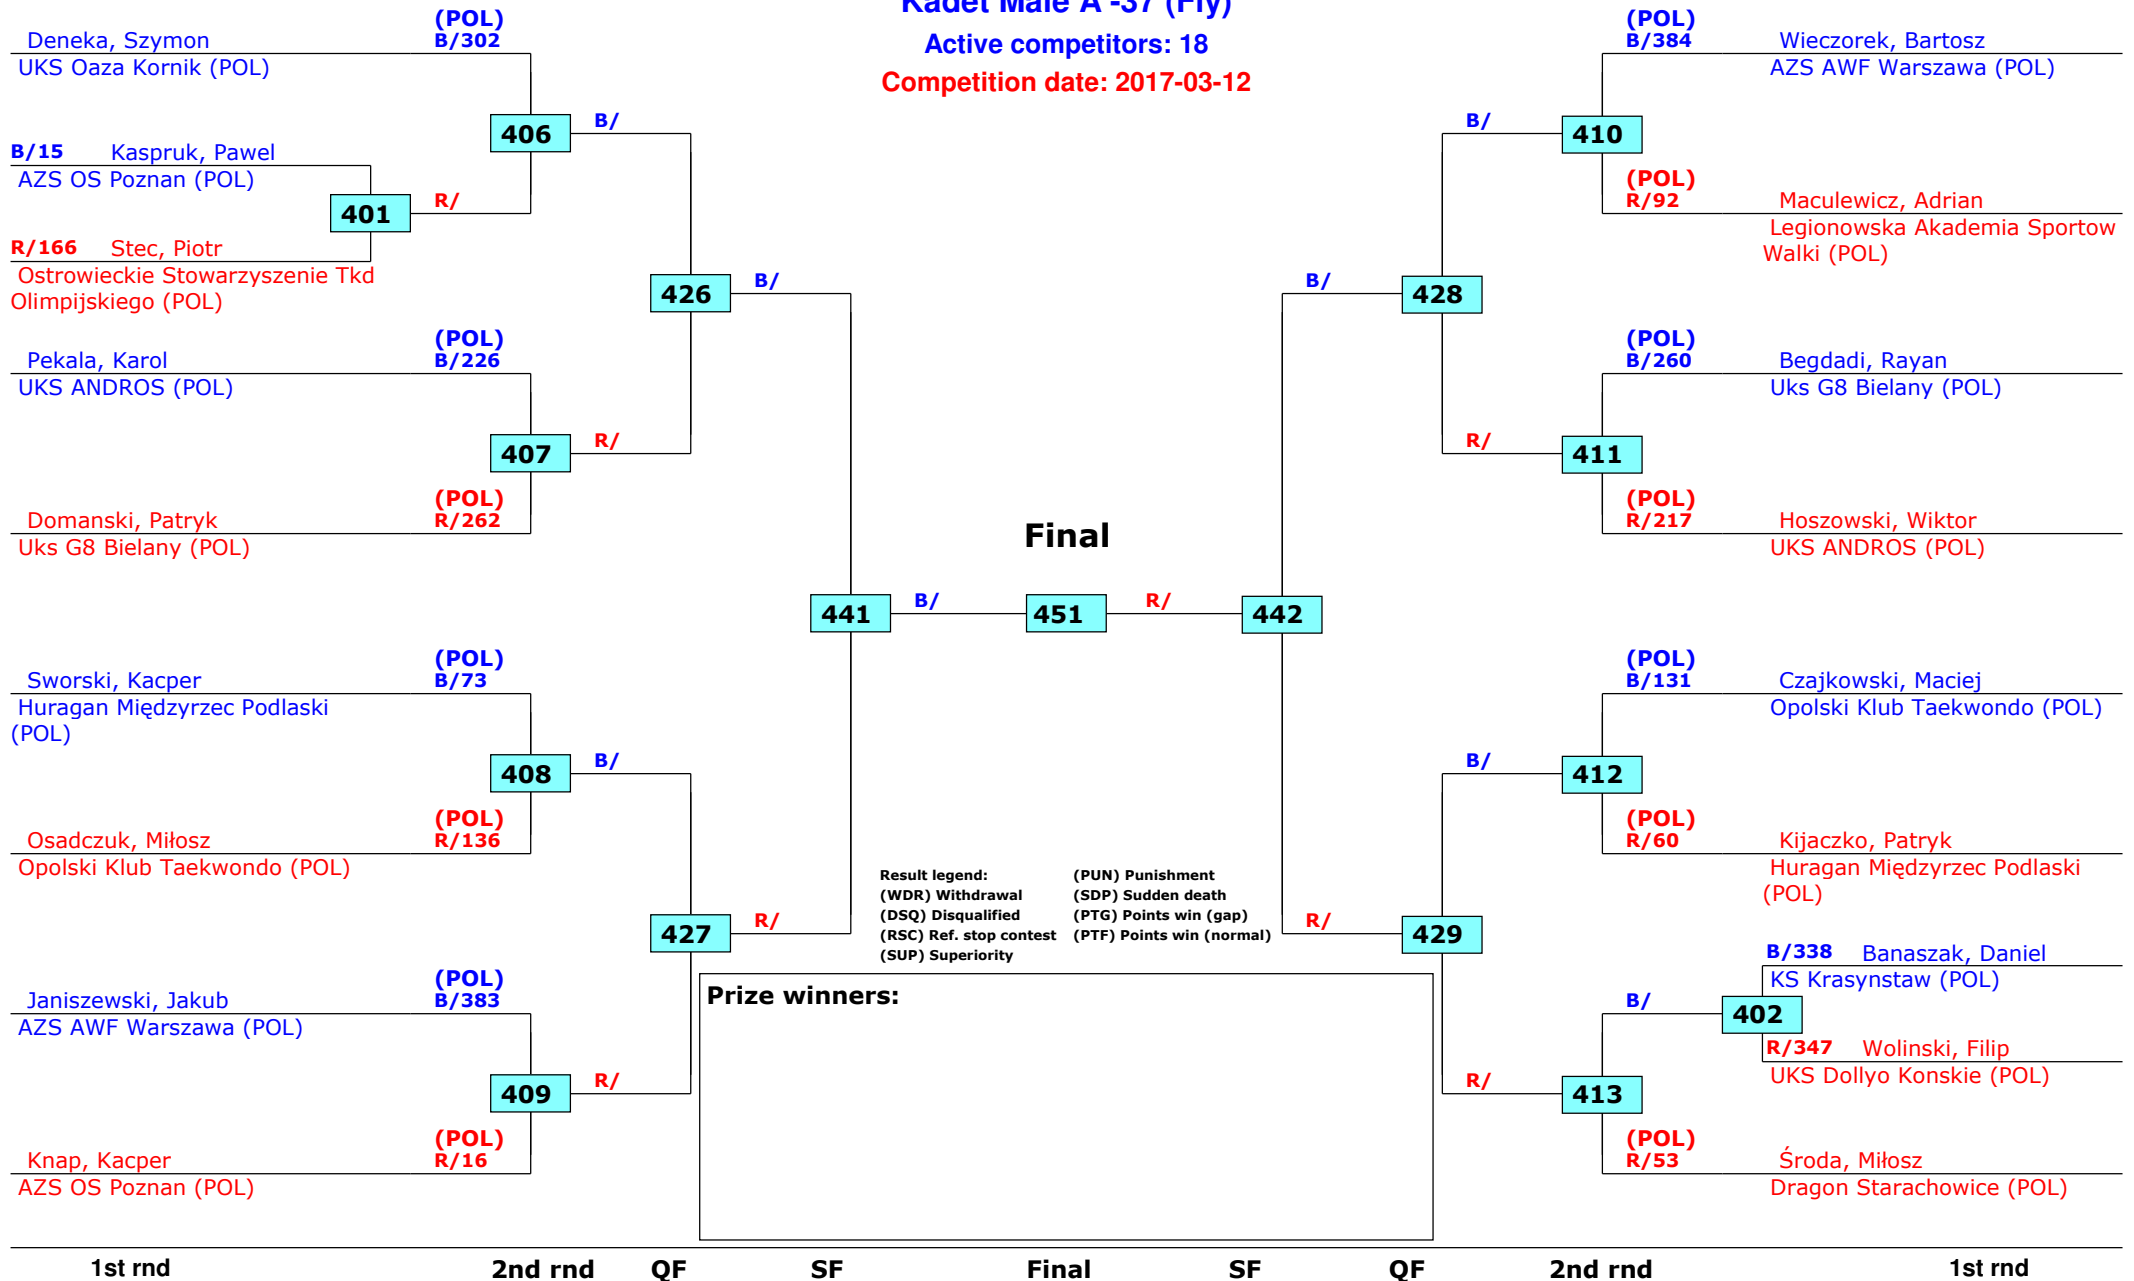 Kadet Male A -37 (Fly)
Active competitors: 18
Competition date: 2017-03-12
(POL)
Deneka, Szymon B/302
UKS Oaza Kornik (POL)
406
B/
B/15 Kaspruk, Pawel
AZS OS Poznan (POL)
401
R/
R/166 Stec, Piotr
Ostrowieckie Stowarzyszenie Tkd
Olimpijskiego (POL)
426
B/
(POL)
Pekala, Karol B/226
UKS ANDROS (POL)
407
R/
(POL)
Domanski, Patryk R/262
Uks G8 Bielany (POL)
441
B/
(POL)
Sworski, Kacper B/73
Huragan Międzyrzec Podlaski
(POL)
408
B/
(POL)
Osadczuk, Miłosz R/136
Opolski Klub Taekwondo (POL)
427
R/
(POL)
Janiszewski, Jakub B/383
AZS AWF Warszawa (POL)
409
R/
(POL)
Knap, Kacper R/16
AZS OS Poznan (POL)
Final
451
R/
442
(POL)
B/384 Wieczorek, Bartosz
AZS AWF Warszawa (POL)
B/
410
(POL)
R/92 Maculewicz, Adrian
Legionowska Akademia Sportow
Walki (POL)
B/
428
(POL)
B/260 Begdadi, Rayan
Uks G8 Bielany (POL)
R/
411
(POL)
R/217 Hoszowski, Wiktor
UKS ANDROS (POL)
(POL)
B/131 Czajkowski, Maciej
Opolski Klub Taekwondo (POL)
B/
412
(POL)
R/60 Kijaczko, Patryk
Huragan Międzyrzec Podlaski
(POL)
R/
429
B/338 Banaszak, Daniel
KS Krasynstaw (POL)
B/
402
R/347 Wolinski, Filip
UKS Dollyo Konskie (POL)
R/
413
(POL)
R/53 Środa, Miłosz
Dragon Starachowice (POL)
Result legend: (PUN) Punishment
(WDR) Withdrawal (SDP) Sudden death
(DSQ) Disqualified (PTG) Points win (gap)
(RSC) Ref. stop contest (PTF) Points win (normal)
(SUP) Superiority
Prize winners:
1st rnd 2nd rnd QF SF Final SF QF 2nd rnd 1st rnd